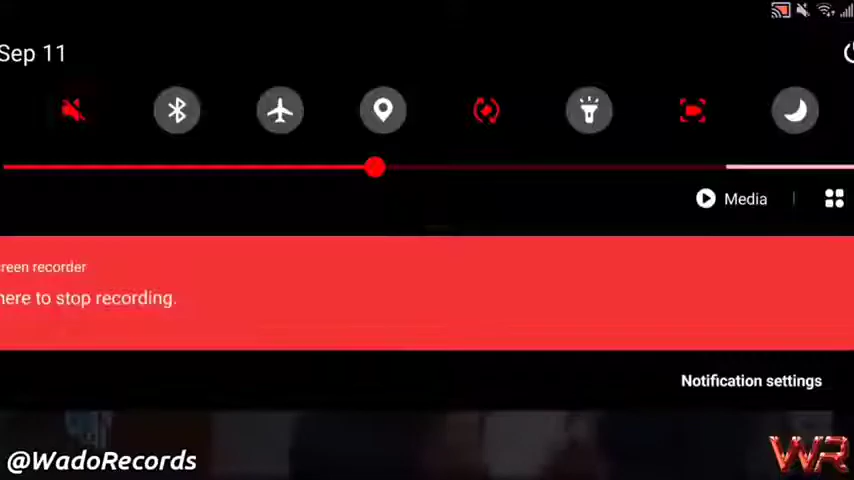 Sep 11
Media
reen recorder
here to stop recording.
Notification settings
@WadoRecords
WR